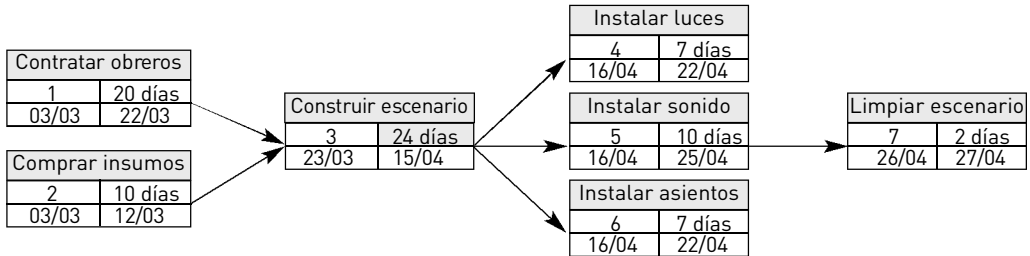 Contratar obreros
1 20 días
03/03 22/03
Comprar insumos
2 10 días
03/03 12/03
Construir escenario
3 24 días
23/03 15/04
Instalar luces
4 7 días
16/04 22/04
Instalar sonido
5 10 días
16/04 25/04
Instalar asientos
6 7 días
16/04 22/04
Limpiar escenario
7 2 días
26/04 27/04